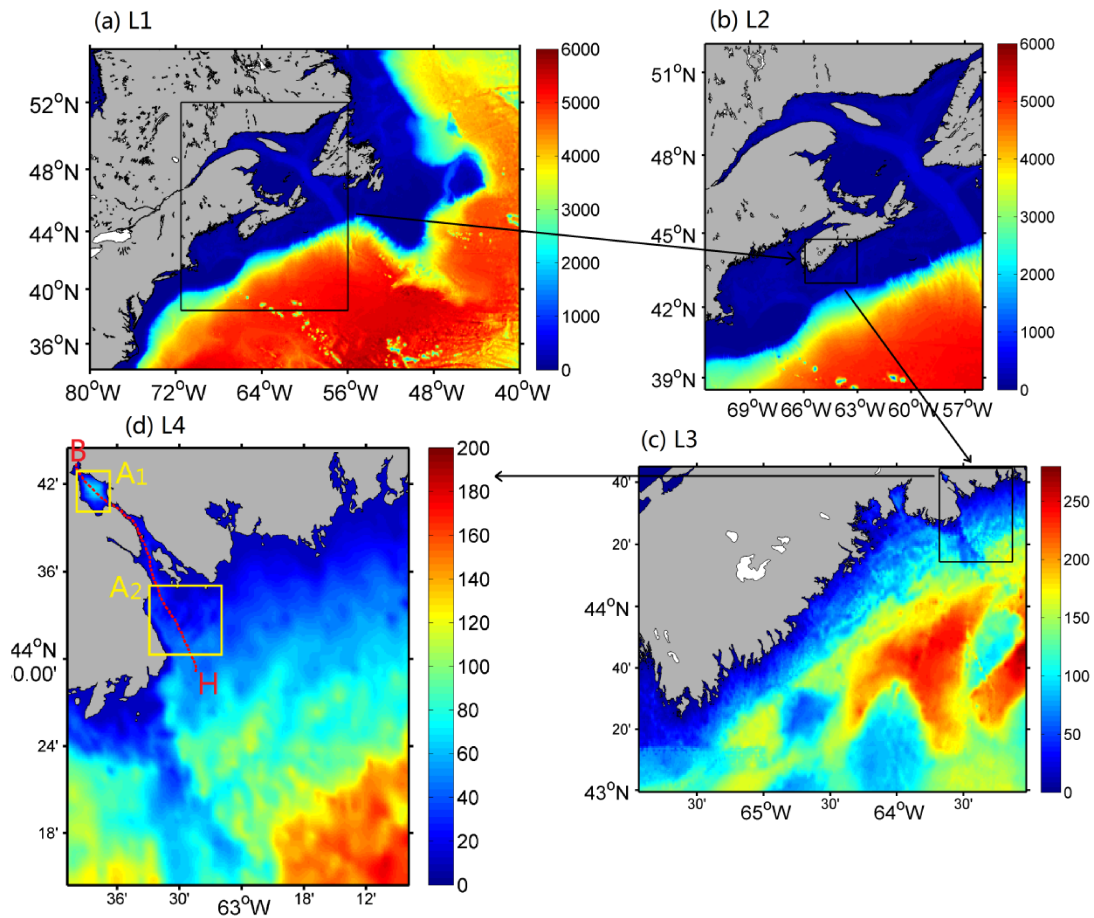 (a) L1
52°N
48°N
44°N
40°N
36°N
80°W 72°W 64°W 56°W 48°W 40°W
6000
5000
4000
3000
2000
1000
0
(b) L2
51°N
48°N
45°N
42°N
39°N
69°W 66°W 63°W 60°W 57°W
6000
5000
4000
3000
2000
1000
0
(d) L4
B
A1
A2
H
42'
36'
44°N
0.00'
24'
18'
36' 30' 63°W 18' 12'
200
180
160
140
120
100
80
60
40
20
0
(c) L3
40'
20'
44°N
40'
20'
43°N
30' 65°W 30' 64°W 30'
250
200
150
100
50
0